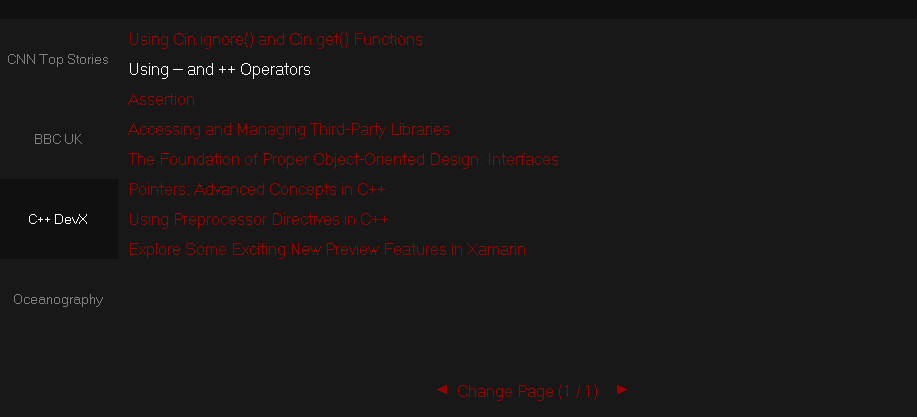 CNN Top Stories
BBC UK
C++ Dev/X
Oceanography
Using Cin.ignore() and Cin.get() Functions
Using — and ++ Operators
Assertion
Accessing and Managing Third-Party Libraries
The Foundation of Proper Object-Oriented Design: Interfaces
Pointers: Advanced Concepts in C++
Using Preprocessor Directives in C++
Explore Some Exciting New Preview Features in Xamarin
◄ Change Page (1 / 1) ►